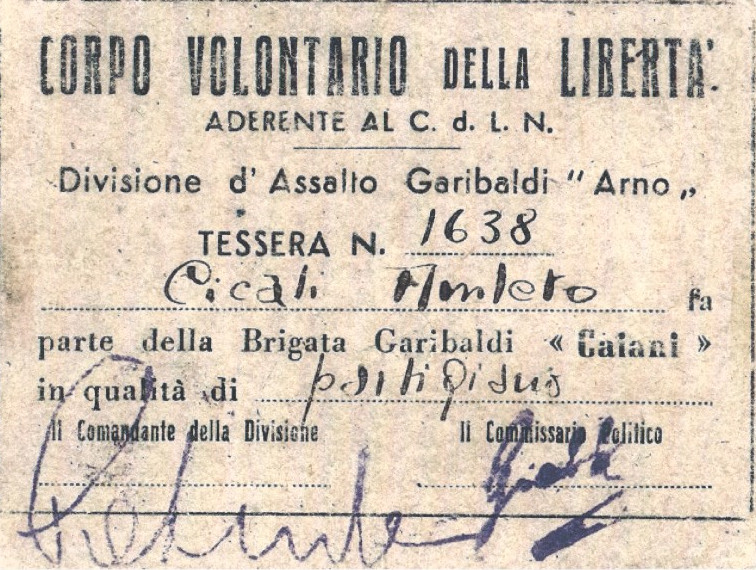 CORPO VOLONTARIO DELLA LIBERTA'
ADERENTE AL C. d. L. N.
Divisione d'Assalto Garibaldi "Arno„
TESSERA N. 1638
Cicali Amleto fa
parte della Brigata Garibaldi « Caiani »
in qualità di partigiano
Il Comandante della Divisione Il Commissario Politico